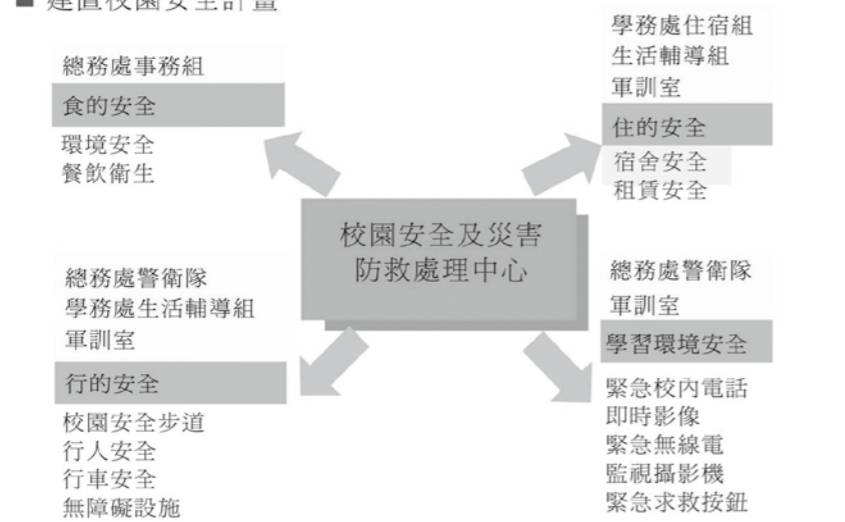 ■ 建置校園安全計畫
總務處事務組
食的安全
環境安全
餐飲衛生
學務處住宿組
生活輔導組
軍訓室
住的安全
宿舍安全
租賃安全
校園安全及災害
防救處理中心
總務處警衛隊
學務處生活輔導組
軍訓室
行的安全
校園安全步道
行人安全
行車安全
無障礙設施
總務處警衛隊
軍訓室
學習環境安全
緊急校內電話
即時影像
緊急無線電
監視攝影機
緊急求救按鈕